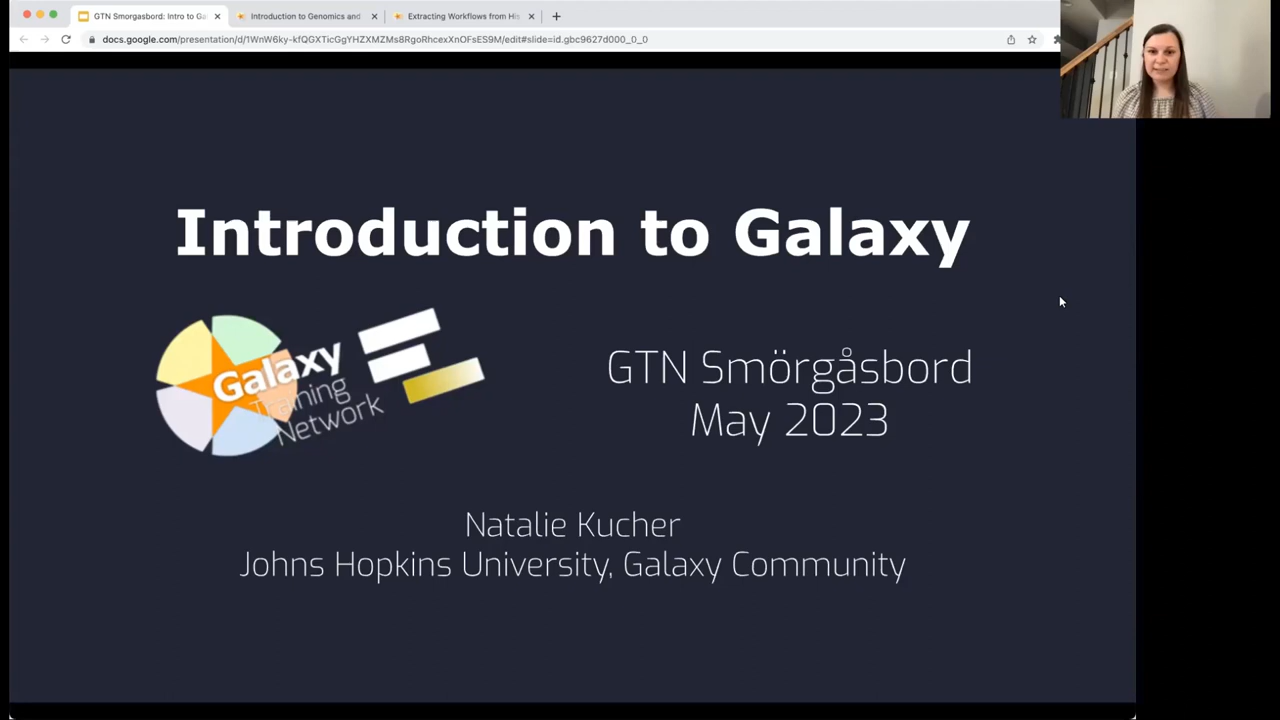 GTN Smorgasbord: Intro to Ga
Introduction to Genomics and
Extracting Workflows from His
docs.google.com/presentation/d/1WnW6ky-kfQGXTicGgYHZXMZMs8RgoRhcexXnOFsES9M/edit#slide=id.gbc9627d000_0_0
Introduction to Galaxy
Galaxy
Training
Network
GTN Smörgåsbord
May 2023
Natalie Kucher
Johns Hopkins University, Galaxy Community